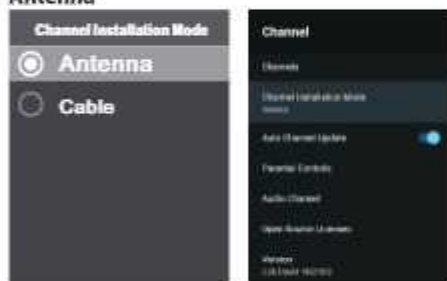 Antenna
Channel Installation Mode
Antenna
Cable
Channel
Channels
Channel Installation Mode
Auto Channel Update
Parental Controls
Audio Channel
Open Source Licenses
Version